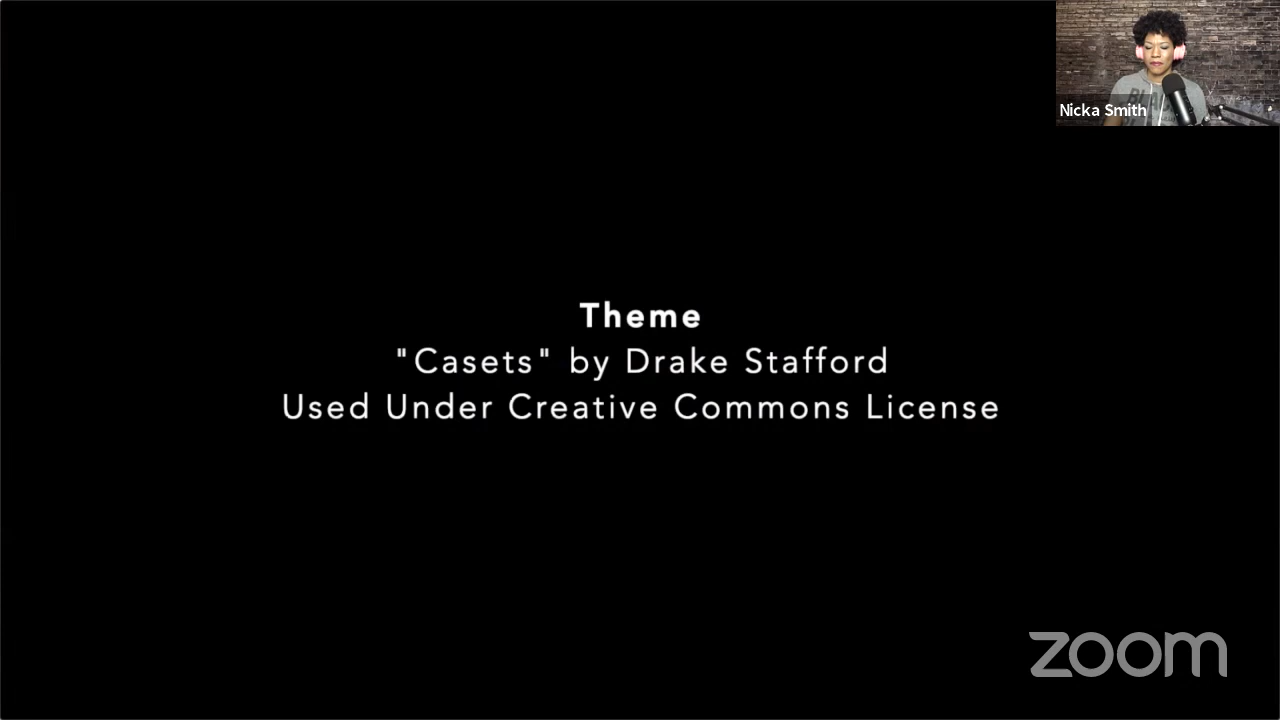 Nicka Smith
Theme
"Casets" by Drake Stafford
Used Under Creative Commons License
zoom